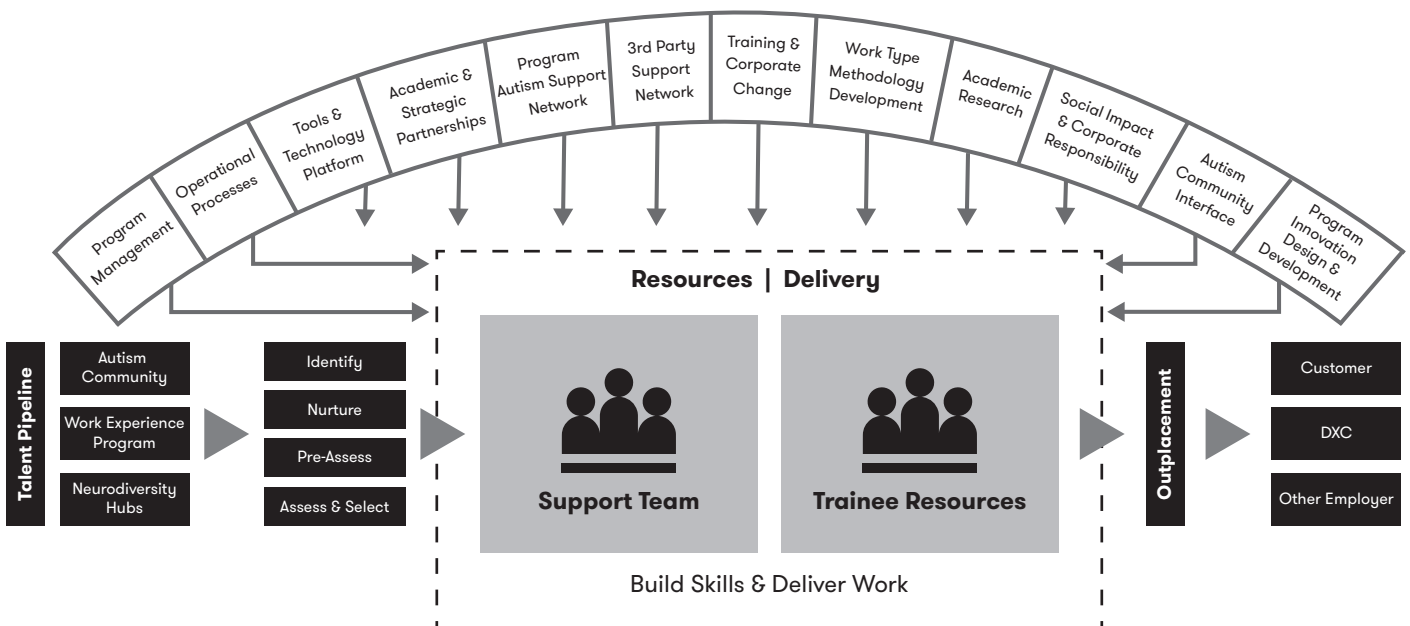 Program
Management
Operational
Processes
Tools &
Technology
Platform
Academic &
Strategic
Partnerships
Program
Autism Support
Network
3rd Party
Support
Network
Training &
Corporate
Change
Work Type
Methodology
Development
Academic
Research
Social Impact
& Corporate
Responsibility
Autism
Community
Interface
Program
Innovation
Design &
Development
Resources | Delivery
Talent Pipeline
Autism
Community
Work Experience
Program
Neurodiversity
Hubs
Identify
Nurture
Pre-Assess
Assess & Select
Support Team
Trainee Resources
Build Skills & Deliver Work
Outplacement
Customer
DXC
Other Employer